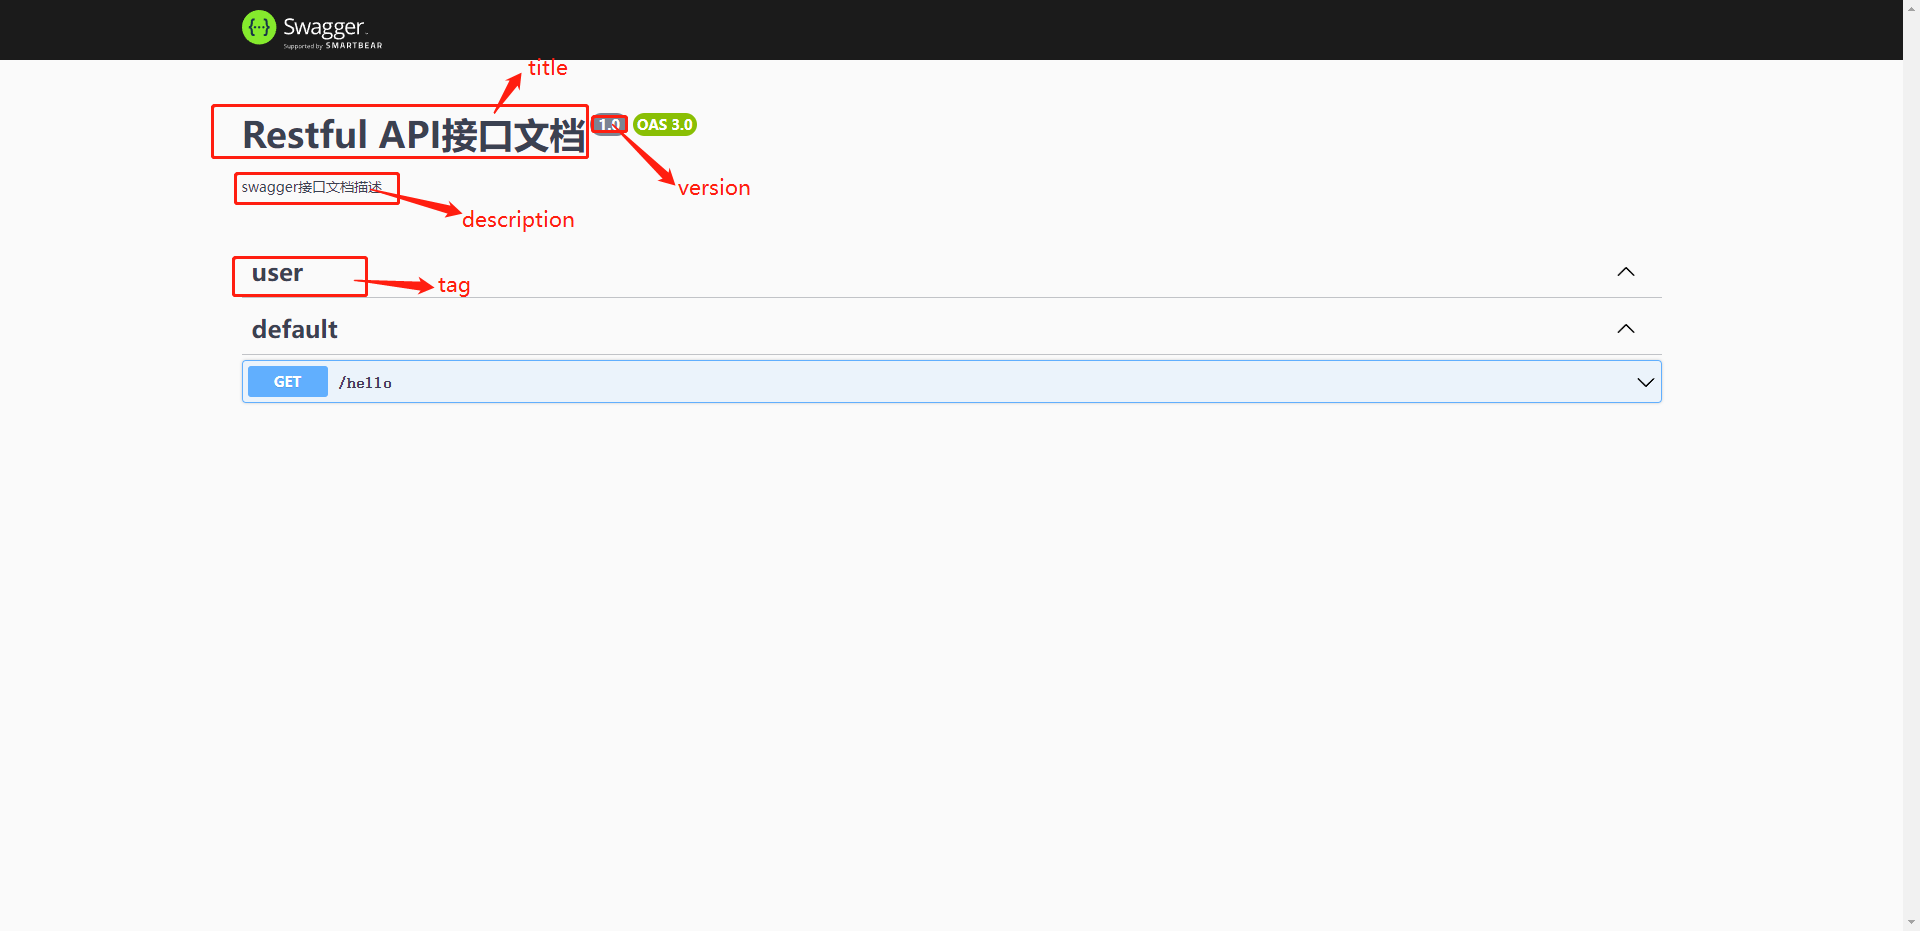 Swagger
Supported by SMARTBEAR
title
Restful API接口文档 1.0 OAS 3.0
swagger接口文档描述
version
description
user
tag
default
GET /hello